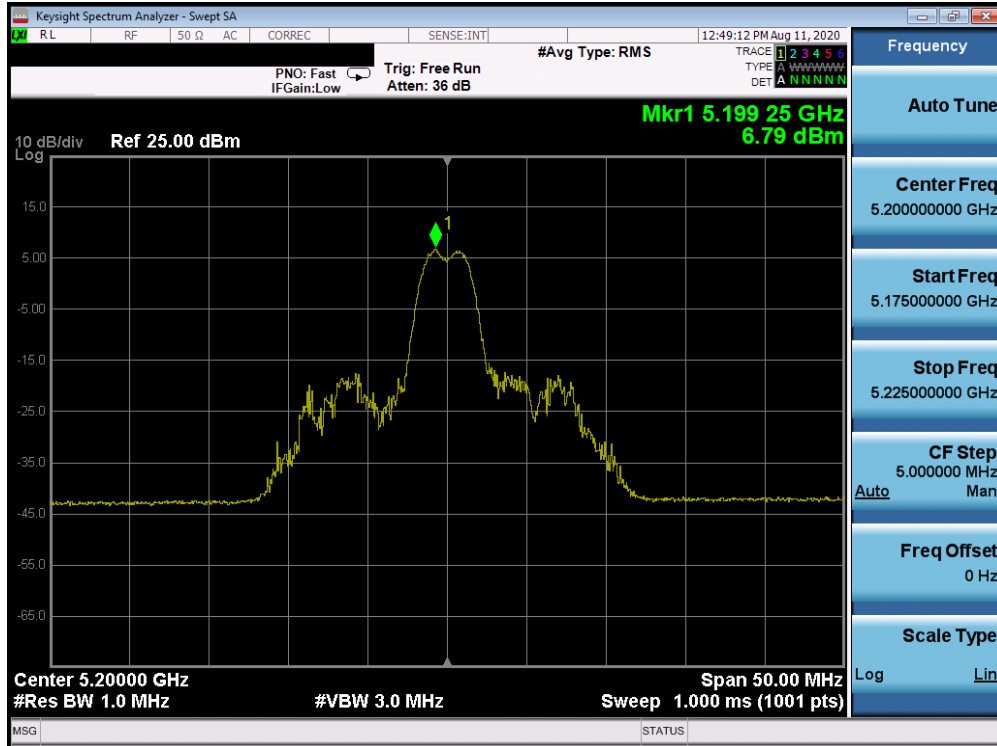 Keysight Spectrum Analyzer - Swept SA
LXI RL RF 50 Ω AC CORREC SENSE:INT 12:49:12 PM Aug 11, 2020
#Avg Type: RMS
TRACE 1 2 3 4 5 6
PNO: Fast Trig: Free Run TYPE A WWWWW
IFGain:Low Atten: 36 dB DET A N N N N N
Mkr1 5.199 25 GHz
6.79 dBm
10 dB/div Ref 25.00 dBm
Log
15.0
1
5.00
-5.00
-15.0
-25.0
-35.0
-45.0
-55.0
-65.0
Center 5.20000 GHz Span 50.00 MHz
#Res BW 1.0 MHz #VBW 3.0 MHz Sweep 1.000 ms (1001 pts)
MSG STATUS
Frequency
Auto Tune
Center Freq
5.200000000 GHz
Start Freq
5.175000000 GHz
Stop Freq
5.225000000 GHz
CF Step
5.000000 MHz
Auto Man
Freq Offset
0 Hz
Scale Type
Log Lin